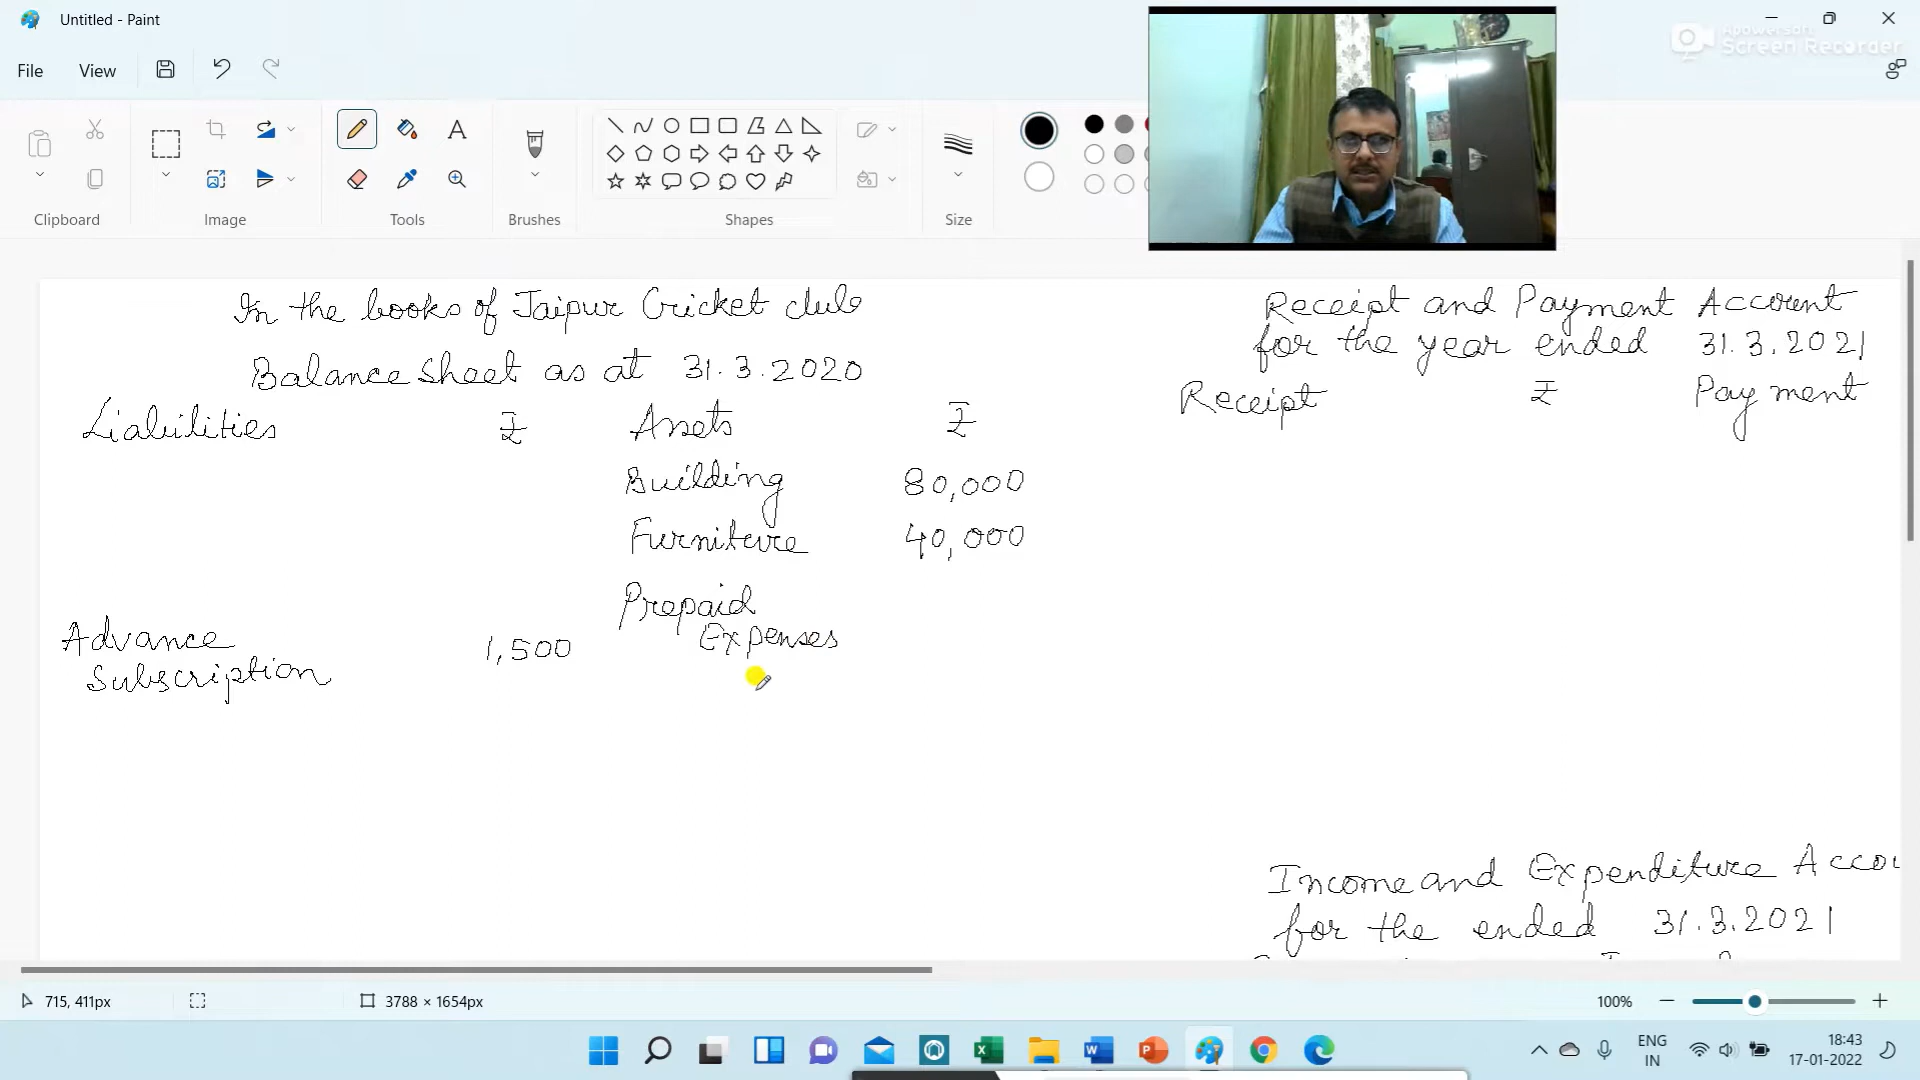 Untitled - Paint
Apowersoft
Screen Recorder
File View
Clipboard Image Tools Brushes Shapes Size
In the books of Jaipur Cricket club
Balance Sheet as at 31.3.2020
Liabilities ₹ Assets ₹
Building 80,000
Furniture 40,000
Prepaid
Expenses
Advance 1,500
Subscription
Receipt and Payment Account
for the year ended 31.3.2021
Receipt ₹ Payment
Income and Expenditure Accou
for the ended 31.3.2021
715, 411px 3788 × 1654px 100%
ENG
IN
18:43
17-01-2022